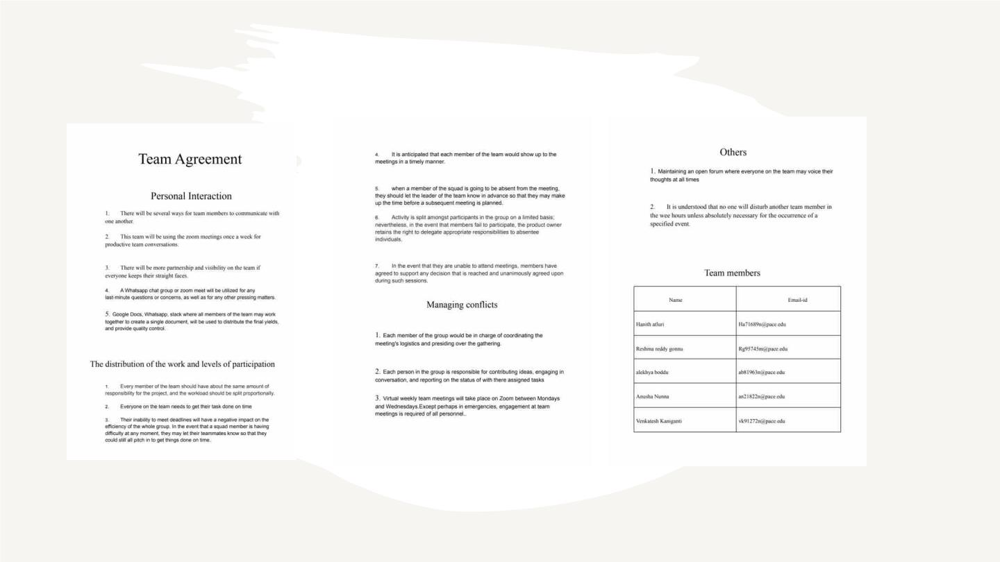 Team Agreement
Personal Interaction
1. There will be several ways for team members to communicate with
one another.
2. This team will be using the zoom meetings once a week for
productive team conversations.
3. There will be more partnership and visibility on the team if
everyone keeps their straight faces.
4. A Whatsapp chat group or zoom meet will be utilized for any
last-minute questions or concerns, as well as for any other pressing matters.
5. Google Docs, Whatsapp, slack where all members of the team may work
together to create a single document, will be used to distribute the final yields,
and provide quality control.
The distribution of the work and levels of participation
1. Every member of the team should have about the same amount of
responsibility for the project, and the workload should be split proportionally.
2. Everyone on the team needs to get their task done on time
3. Their inability to meet deadlines will have a negative impact on the
efficiency of the whole group. In the event that a squad member is having
difficulty at any moment, they may let their teammates know so that they
could still all pitch in to get things done on time.
4. It is anticipated that each member of the team would show up to the
meetings in a timely manner.
5. when a member of the squad is going to be absent from the meeting,
they should let the leader of the team know in advance so that they may make
up the time before a subsequent meeting is planned.
6. Activity is split amongst participants in the group on a limited basis;
nevertheless, in the event that members fail to participate, the product owner
retains the right to delegate appropriate responsibilities to absentee
individuals.
7. In the event that they are unable to attend meetings, members have
agreed to support any decision that is reached and unanimously agreed upon
during such sessions.
Managing conflicts
1. Each member of the group would be in charge of coordinating the
meeting's logistics and presiding over the gathering.
2. Each person in the group is responsible for contributing ideas, engaging in
conversation, and reporting on the status of with there assigned tasks
3. Virtual weekly team meetings will take place on Zoom between Mondays
and Wednesdays.Except perhaps in emergencies, engagement at team
meetings is required of all personnel..
Others
1. Maintaining an open forum where everyone on the team may voice their
thoughts at all times
2. It is understood that no one will disturb another team member in
the wee hours unless absolutely necessary for the occurrence of a
specified event.
Team members
Name Email-id
Hanith atluri Ha71689n@pace.edu
Reshma reddy gonnu Rg95745m@pace.edu
alekhya boddu ab81963n@pace.edu
Anusha Nunna an21822n@pace.edu
Venkatesh Kaniganti vk91272n@pace.edu